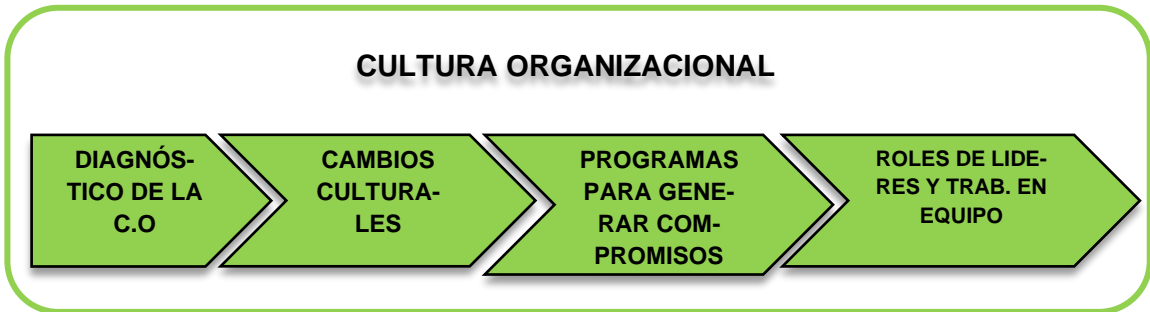 CULTURA ORGANIZACIONAL
DIAGNÓS-
TICO DE LA
C.O
CAMBIOS
CULTURA-
LES
PROGRAMAS
PARA GENE-
RAR COM-
PROMISOS
ROLES DE LIDE-
RES Y TRAB. EN
EQUIPO